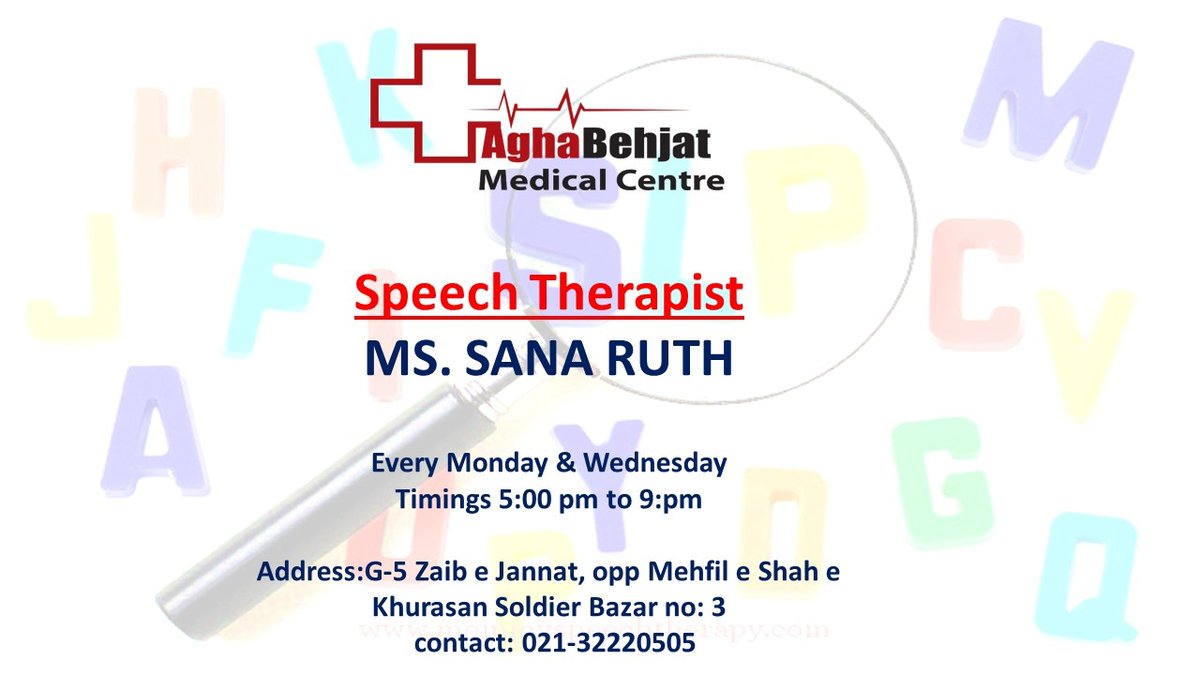 AghaBehjat
Medical Centre
Speech Therapist
MS. SANA RUTH
Every Monday & Wednesday
Timings 5:00 pm to 9:pm
Address:G-5 Zaib e Jannat, opp Mehfil e Shah e
Khurasan Soldier Bazar no: 3
contact: 021-32220505